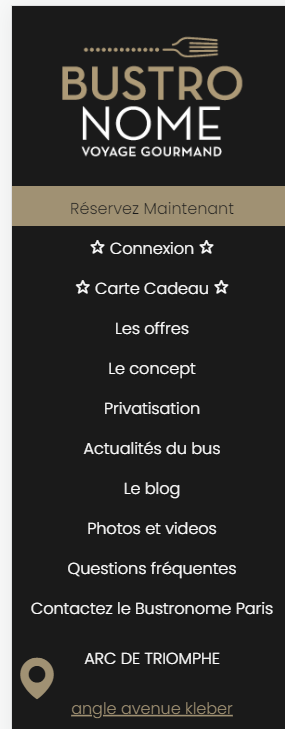 BUSTRO
NOME
VOYAGE GOURMAND
Réservez Maintenant
☆ Connexion ☆
☆ Carte Cadeau ☆
Les offres
Le concept
Privatisation
Actualités du bus
Le blog
Photos et videos
Questions fréquentes
Contactez le Bustronome Paris
ARC DE TRIOMPHE
angle avenue kleber